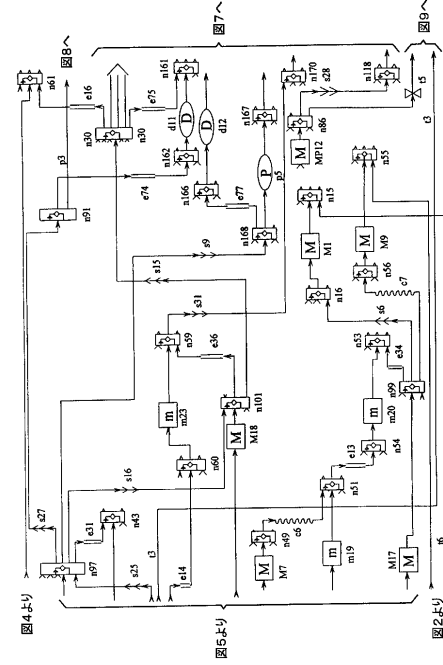 図4より
図5より
図2より
図8へ
図7へ
図9へ
n61
e16
n30
n30
e75
n161
p3
n91
e74
n162
d11
D
d12
D
n166
e77
n167
P
p5
n168
n170
s28
n118
n86
M
MP12
t5
s9
s15
s31
n59
e36
m
m23
n60
n101
M
M18
s16
s27
n97
e31
n43
s25
t3
e14
n15
M
M1
n16
n55
M
M9
n56
c7
s6
n53
e34
n99
m
m20
n54
e13
n51
n49
c6
M
M7
m
m19
M
M17
t3
t6